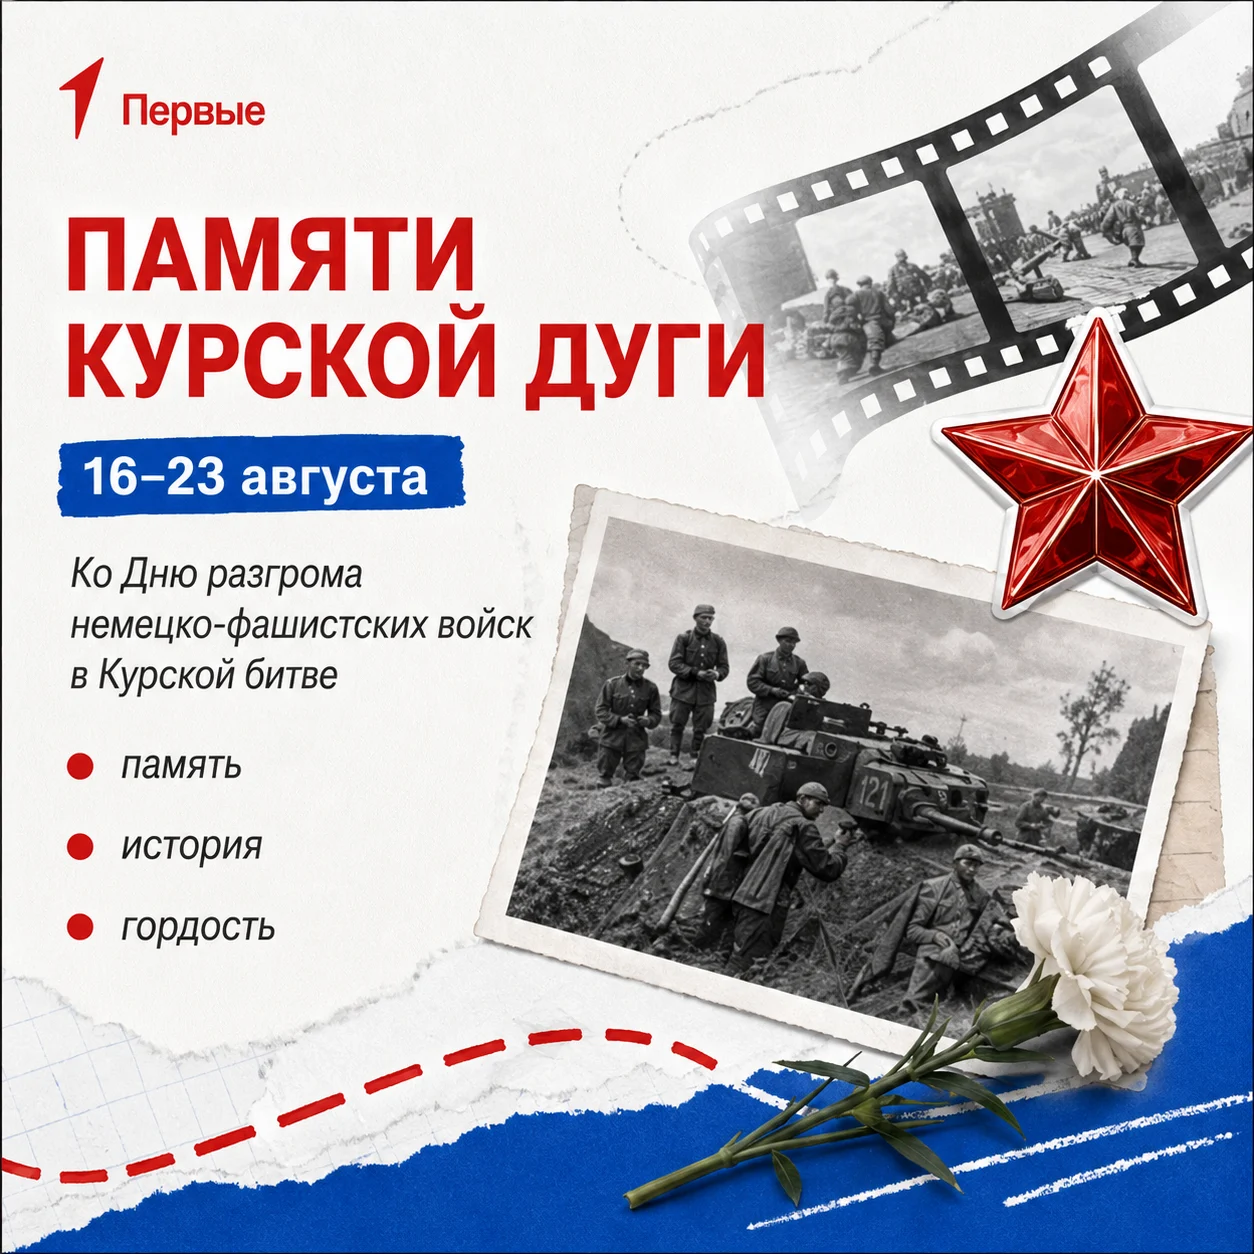 Первые
ПАМЯТИ
КУРСКОЙ ДУГИ
16–23 августа
Ко Дню разгрома
немецко-фашистских войск
в Курской битве
память
история
гордость
121